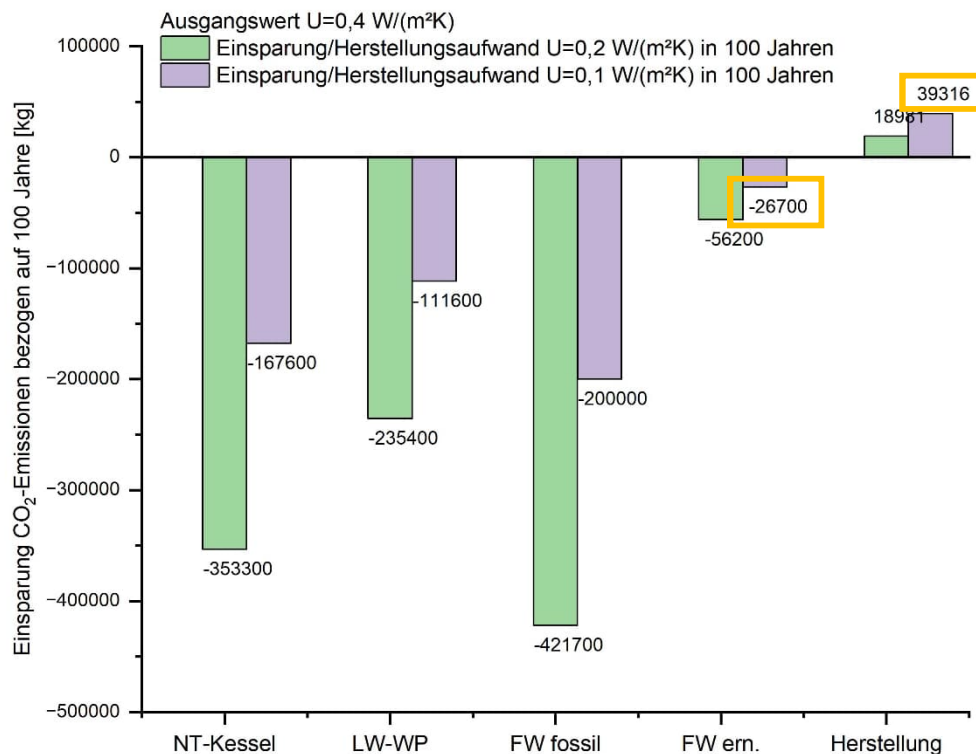 Ausgangswert U=0,4 W/(m²K)
Einsparung/Herstellungsaufwand U=0,2 W/(m²K) in 100 Jahren
Einsparung/Herstellungsaufwand U=0,1 W/(m²K) in 100 Jahren
Einsparung CO₂-Emissionen bezogen auf 100 Jahre [kg]
100000
0
−100000
−200000
−300000
−400000
−500000
-353300
-167600
-235400
-111600
-421700
-200000
-56200
-26700
18981
39316
NT-Kessel
LW-WP
FW fossil
FW ern.
Herstellung